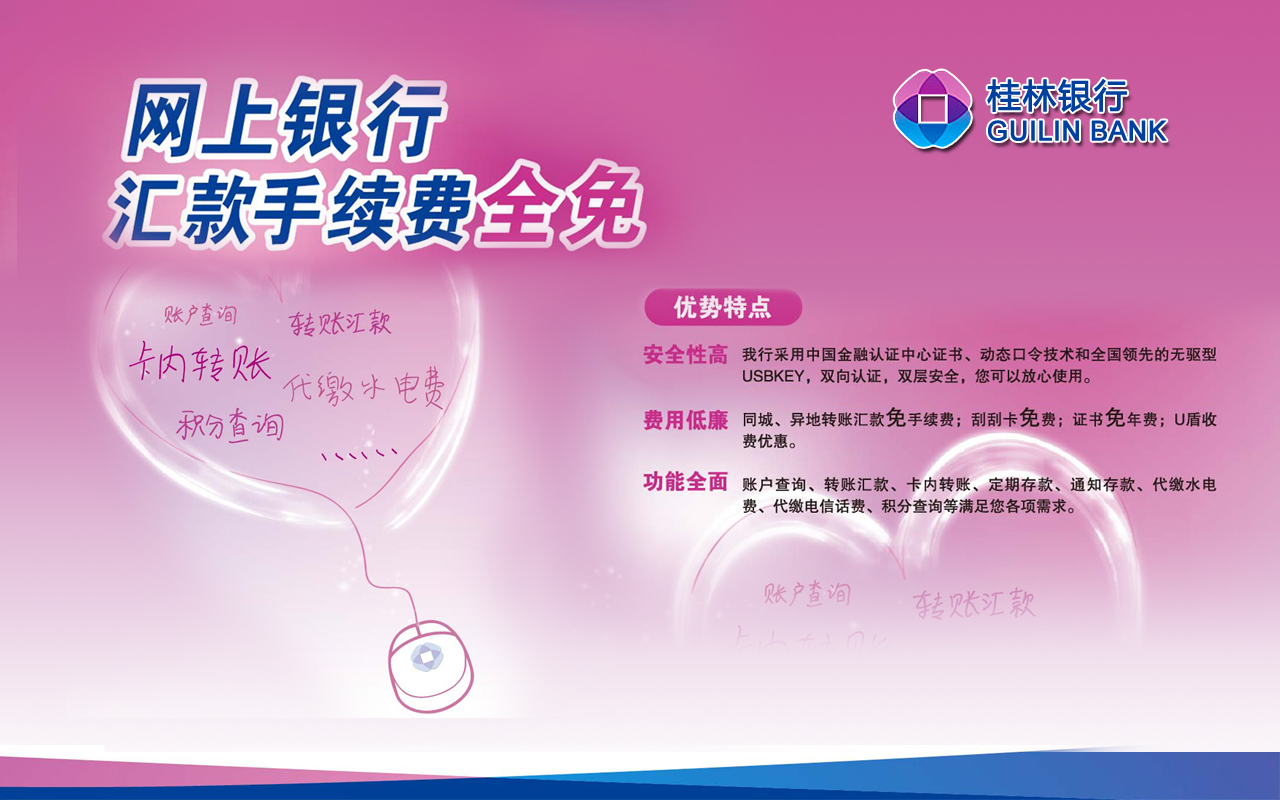 网上银行
汇款手续费全免
桂林银行
GUILIN BANK
账户查询
转账汇款
卡内转账
代缴水电费
积分查询
......
优势特点
安全性高
我行采用中国金融认证中心证书、动态口令技术和全国领先的无驱型
USBKEY，双向认证，双层安全，您可以放心使用。
费用低廉
同城、异地转账汇款免手续费；刮刮卡免费；证书免年费；U盾收
费优惠。
功能全面
账户查询、转账汇款、卡内转账、定期存款、通知存款、代缴水电
费、代缴电信话费、积分查询等满足您各项需求。
账户查询
转账汇款
卡内转账